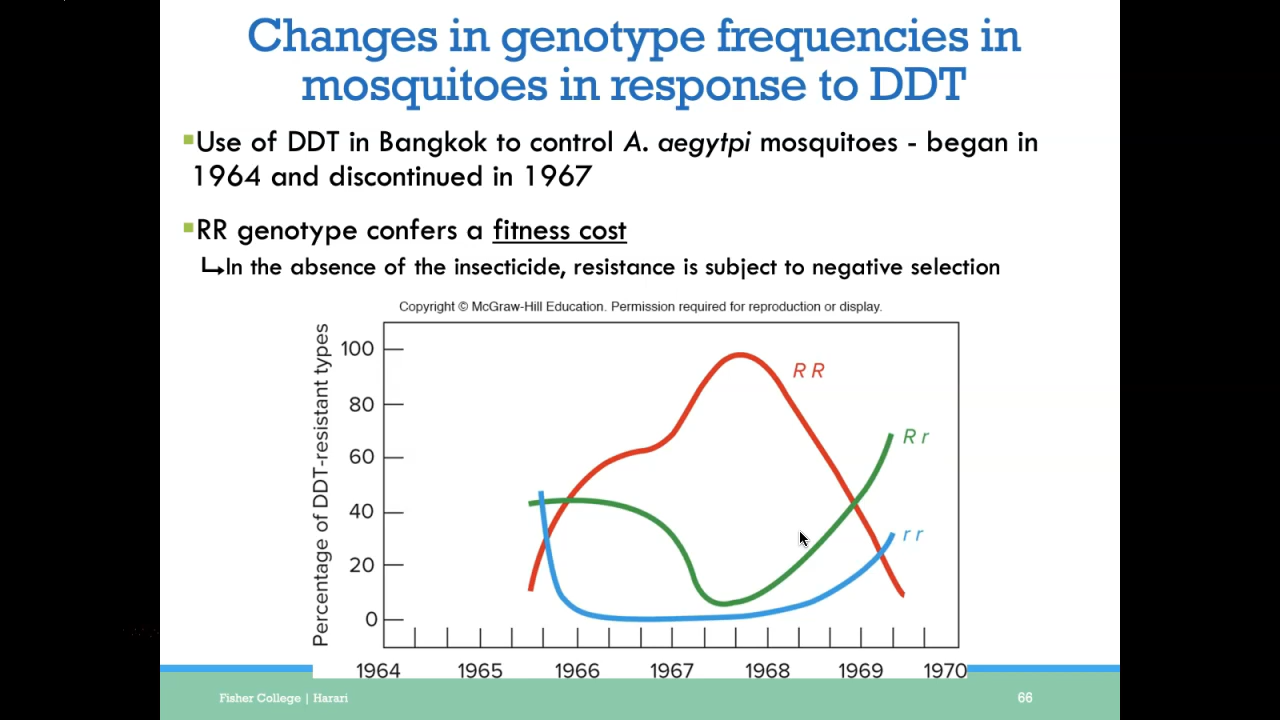 Changes in genotype frequencies in
mosquitoes in response to DDT
Use of DDT in Bangkok to control A. aegytpi mosquitoes - began in
1964 and discontinued in 1967
RR genotype confers a fitness cost
In the absence of the insecticide, resistance is subject to negative selection
Copyright © McGraw-Hill Education. Permission required for reproduction or display.
Percentage of DDT-resistant types
100
80
60
40
20
0
R R
R r
r r
1964 1965 1966 1967 1968 1969 1970
Fisher College | Harari
66